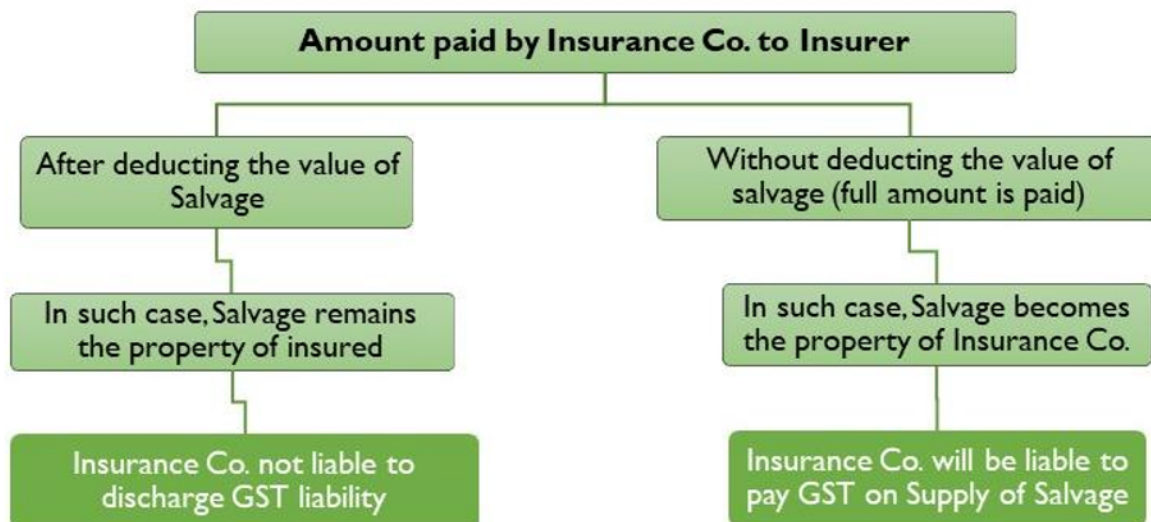 Amount paid by Insurance Co. to Insurer
After deducting the value of
Salvage
Without deducting the value of
salvage (full amount is paid)
In such case, Salvage remains
the property of insured
In such case, Salvage becomes
the property of Insurance Co.
Insurance Co. not liable to
discharge GST liability
Insurance Co. will be liable to
pay GST on Supply of Salvage